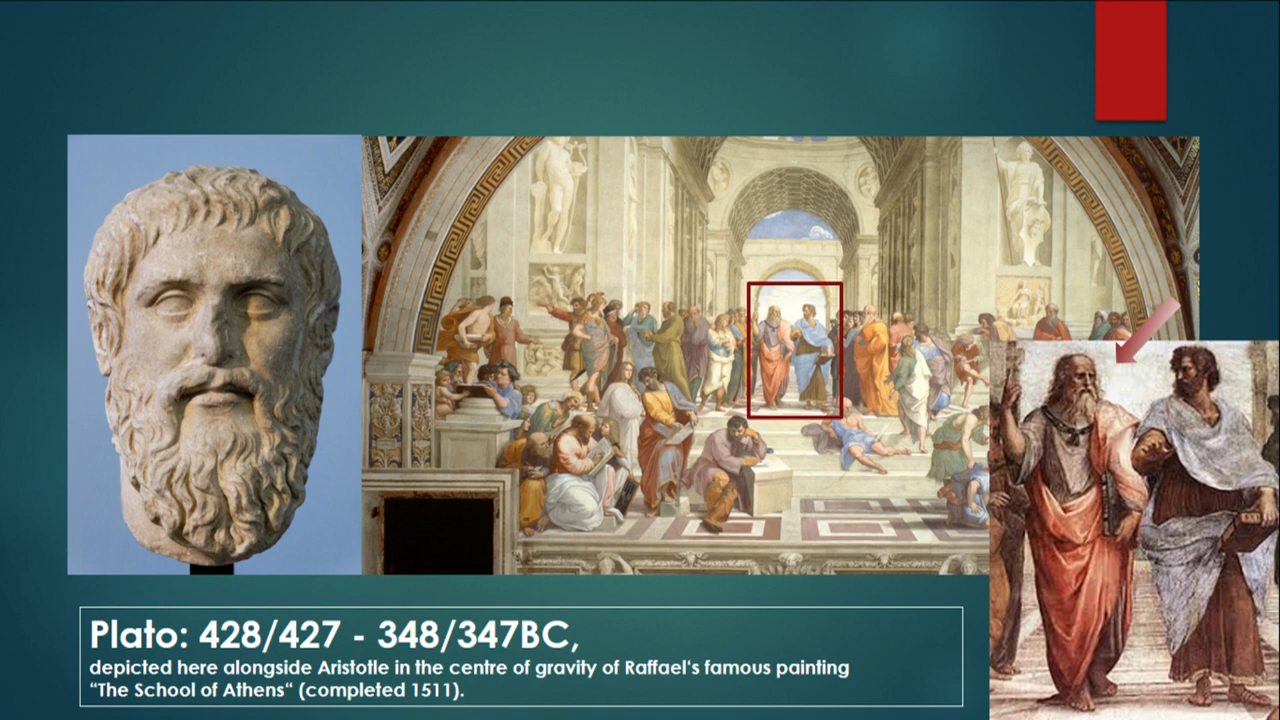 Plato: 428/427 - 348/347BC,
depicted here alongside Aristotle in the centre of gravity of Raffael's famous painting
“The School of Athens“ (completed 1511).